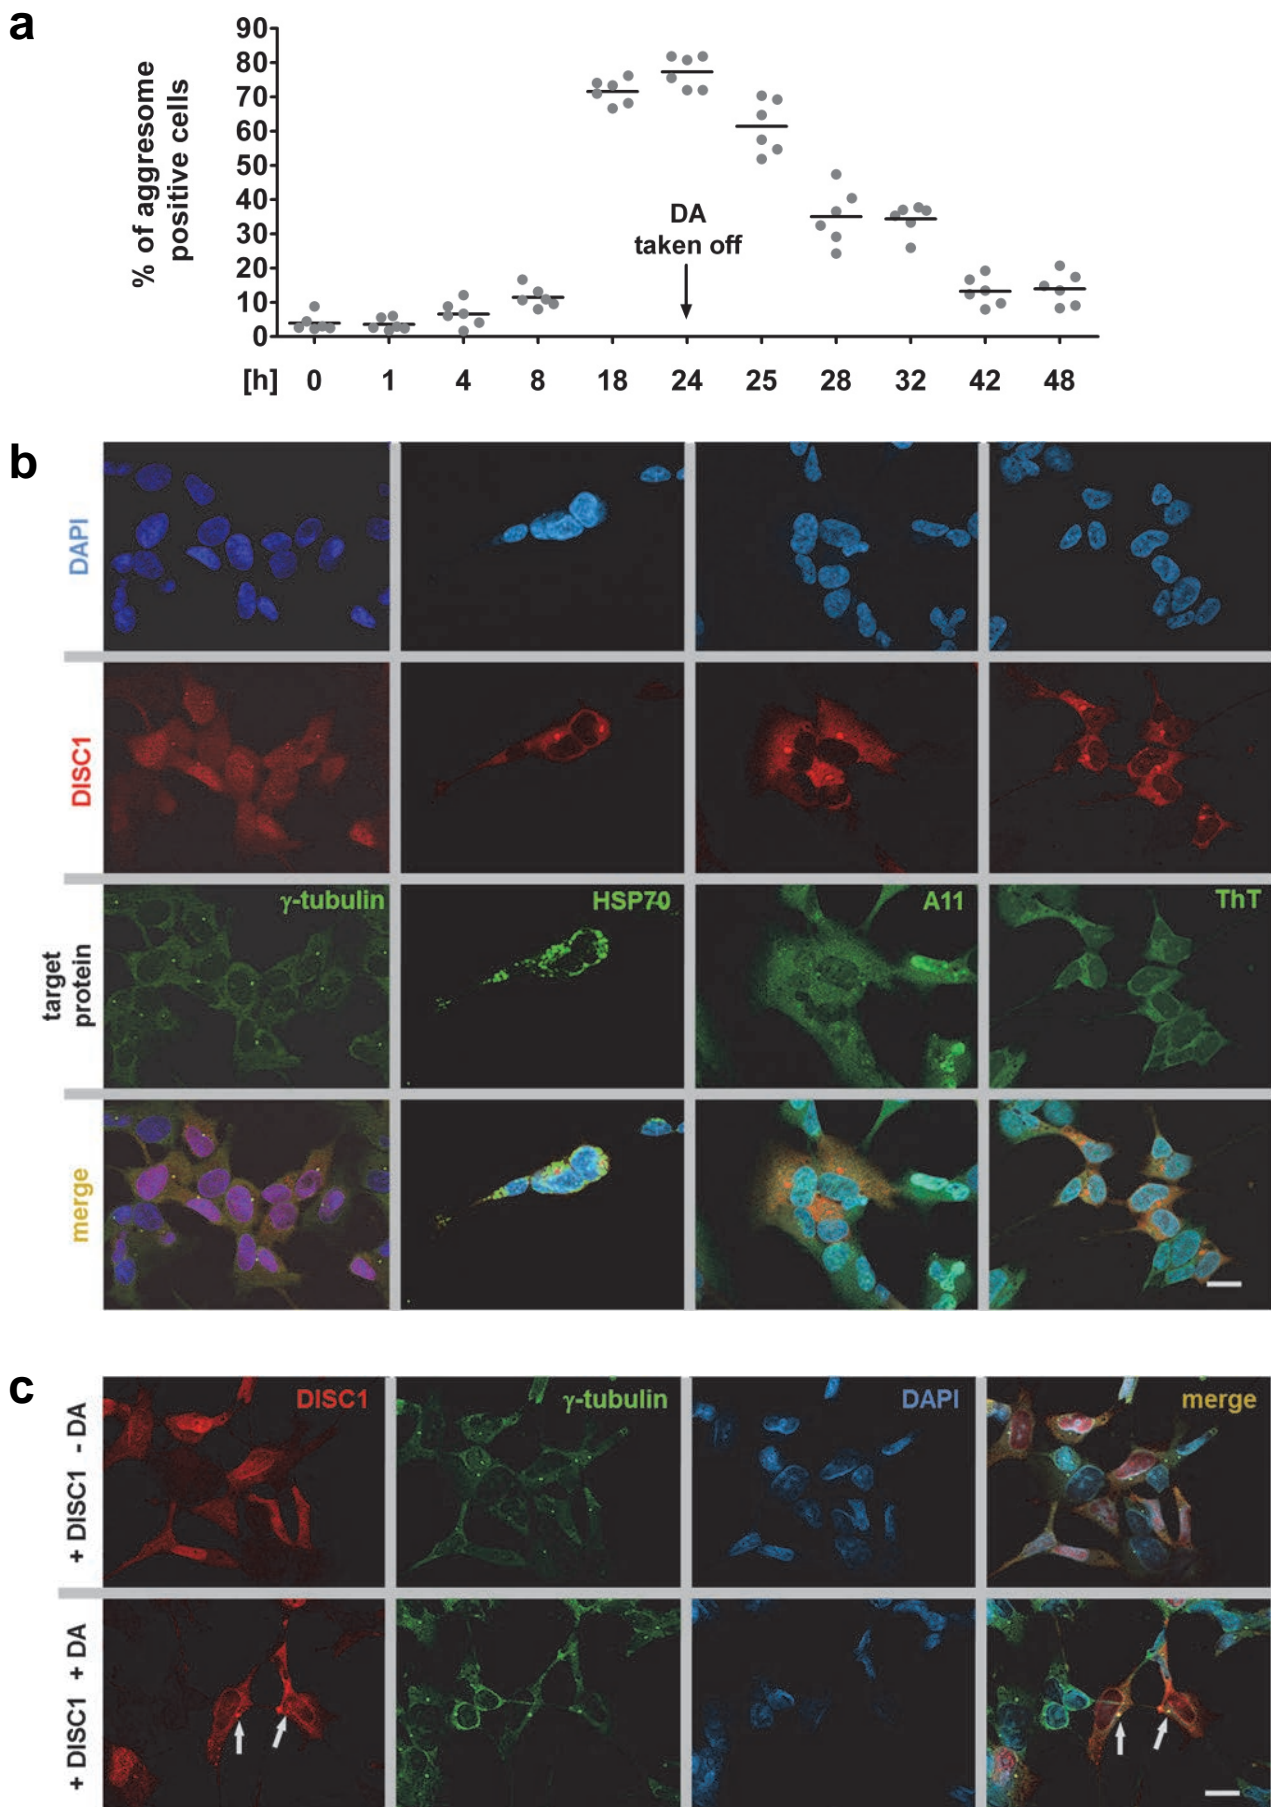 a
90
80
70
60
50
40
30
20
10
0
% of aggresome
positive cells
DA
taken off
[h] 0 1 4 8 18 24 25 28 32 42 48
b
DAPI
DISC1
target
protein
γ-tubulin HSP70 A11 ThT
merge
c
DISC1 γ-tubulin DAPI merge
+ DISC1 - DA
+ DISC1 + DA